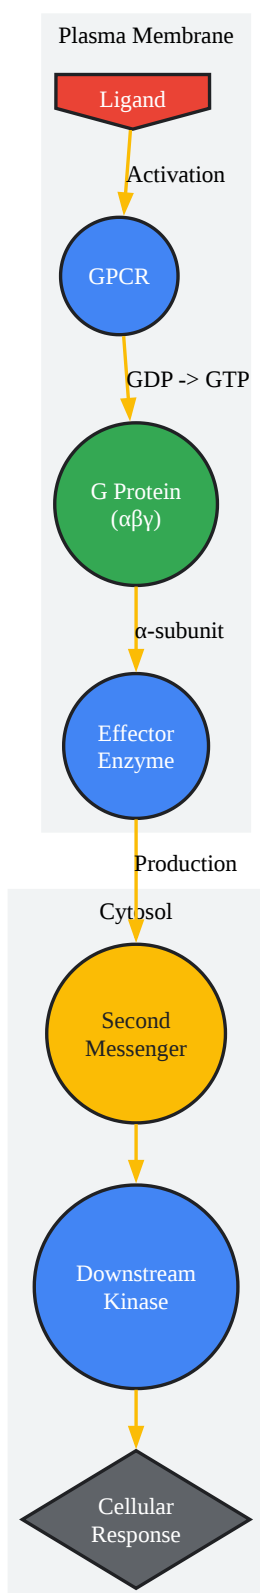 Plasma Membrane
Ligand
Activation
GPCR
GDP -> GTP
G Protein
(αβγ)
α-subunit
Effector
Enzyme
Production
Cytosol
Second
Messenger
Downstream
Kinase
Cellular
Response